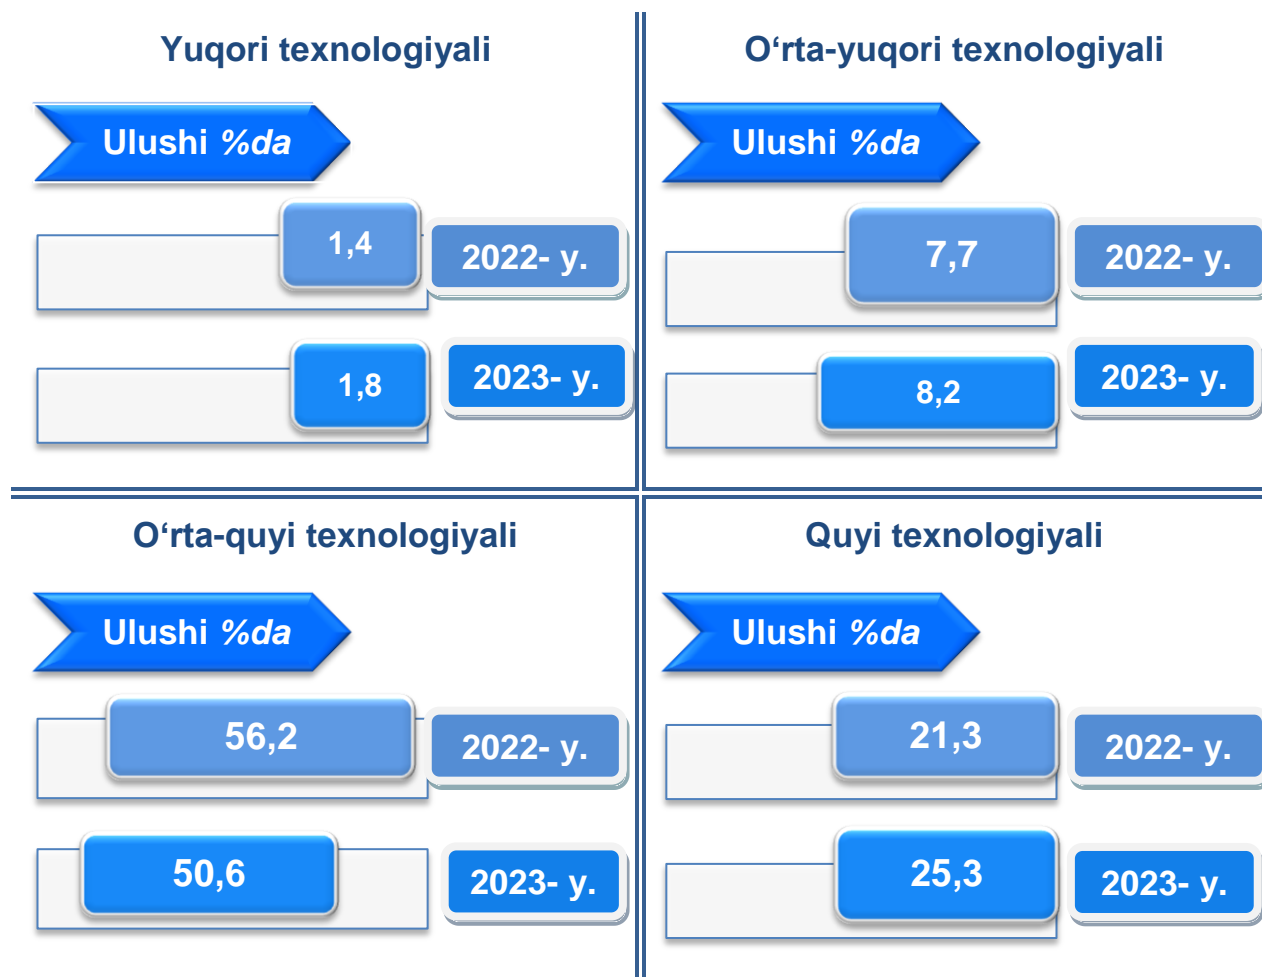 Yuqori texnologiyali
Ulushi %da
1,4
2022- y.
1,8
2023- y.
O‘rta-yuqori texnologiyali
Ulushi %da
7,7
2022- y.
8,2
2023- y.
O‘rta-quyi texnologiyali
Ulushi %da
56,2
2022- y.
50,6
2023- y.
Quyi texnologiyali
Ulushi %da
21,3
2022- y.
25,3
2023- y.